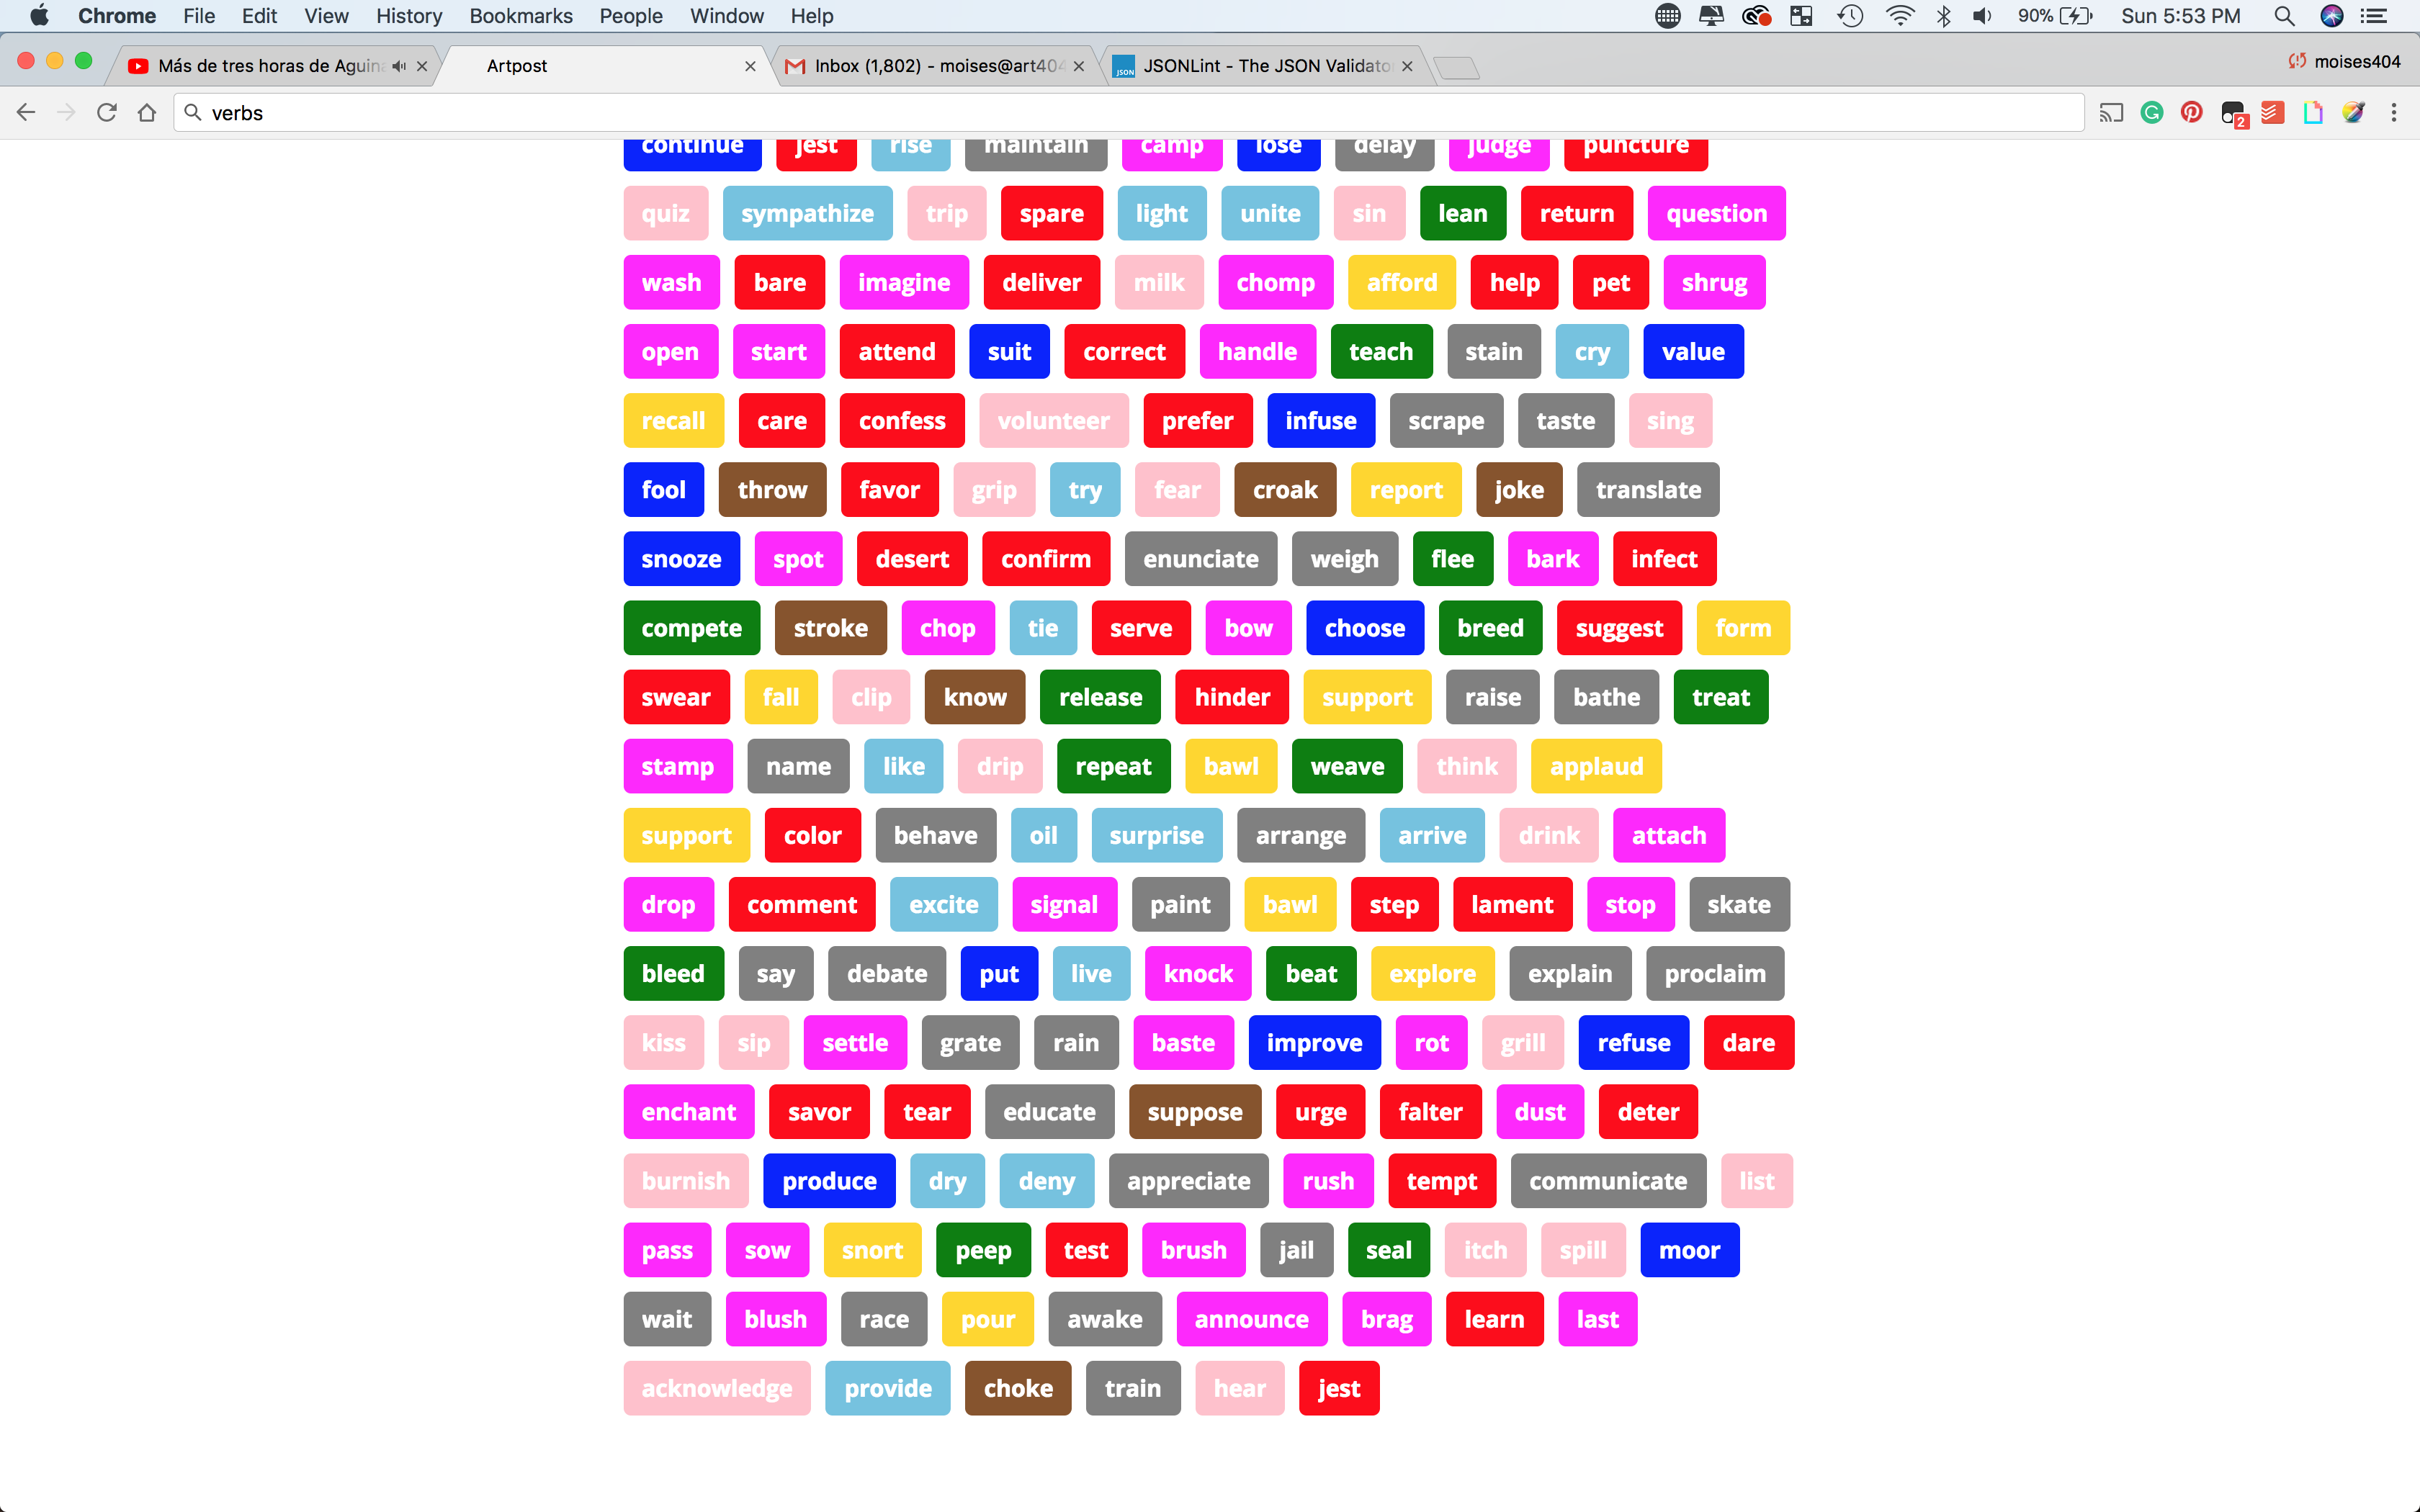 Chrome File Edit View History Bookmarks People Window Help 90% Sun 5:53 PM
Más de tres horas de Aguina Artpost Inbox (1,802) - moises@art404 JSON JSONLint - The JSON Validator moises404
verbs 2
continue jest rise maintain camp lose delay judge puncture
quiz sympathize trip spare light unite sin lean return question
wash bare imagine deliver milk chomp afford help pet shrug
open start attend suit correct handle teach stain cry value
recall care confess volunteer prefer infuse scrape taste sing
fool throw favor grip try fear croak report joke translate
snooze spot desert confirm enunciate weigh flee bark infect
compete stroke chop tie serve bow choose breed suggest form
swear fall clip know release hinder support raise bathe treat
stamp name like drip repeat bawl weave think applaud
support color behave oil surprise arrange arrive drink attach
drop comment excite signal paint bawl step lament stop skate
bleed say debate put live knock beat explore explain proclaim
kiss sip settle grate rain baste improve rot grill refuse dare
enchant savor tear educate suppose urge falter dust deter
burnish produce dry deny appreciate rush tempt communicate list
pass sow snort peep test brush jail seal itch spill moor
wait blush race pour awake announce brag learn last
acknowledge provide choke train hear jest